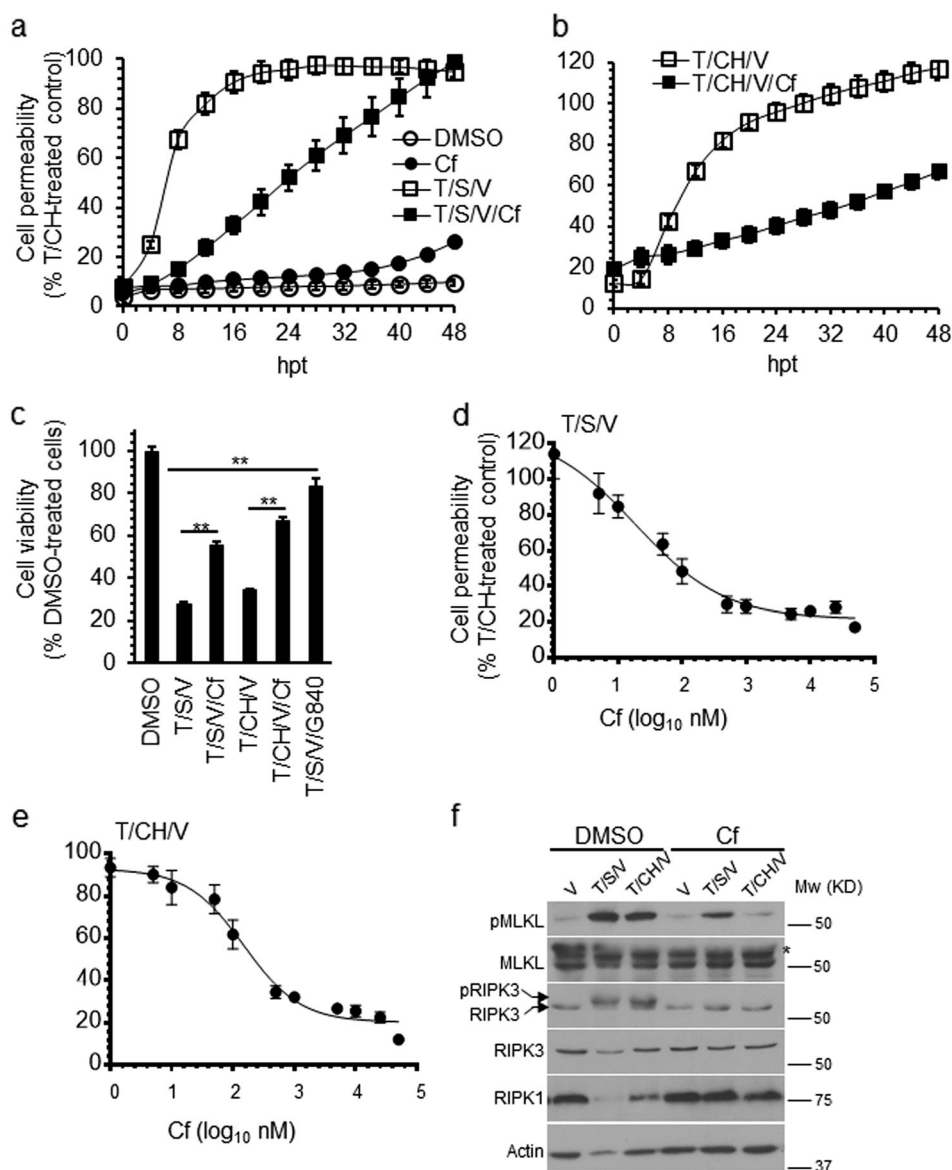 a
Cell permeability
(% T/CH-treated control)
100
80
60
40
20
0
0 8 16 24 32 40 48
hpt
DMSO
Cf
T/S/V
T/S/V/Cf
b
120
100
80
60
40
20
0
0 8 16 24 32 40 48
hpt
T/CH/V
T/CH/V/Cf
c
Cell viability
(% DMSO-treated cells)
100
80
60
40
20
0
**
**
**
DMSO
T/S/V
T/S/V/Cf
T/CH/V
T/CH/V/Cf
T/S/V/G840
d
T/S/V
Cell permeability
(% T/CH-treated control)
120
100
80
60
40
20
0
0 1 2 3 4 5
Cf (log10 nM)
e
T/CH/V
100
80
60
40
20
0
0 1 2 3 4 5
Cf (log10 nM)
f
DMSO Cf
V T/S/V T/CH/V V T/S/V T/CH/V Mw (KD)
pMLKL 50
MLKL * 50
pRIPK3
RIPK3 50
RIPK3 50
RIPK1 75
Actin 37